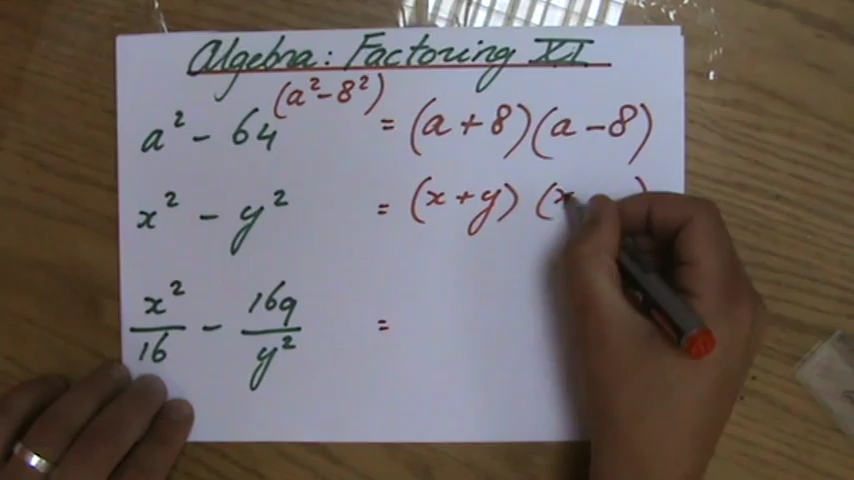 Algebra: Factoring XI
(a² - 8²)
a² - 64 = (a + 8)(a - 8)
x² - y² = (x + y) (x )
x²/16 - 169/y² =